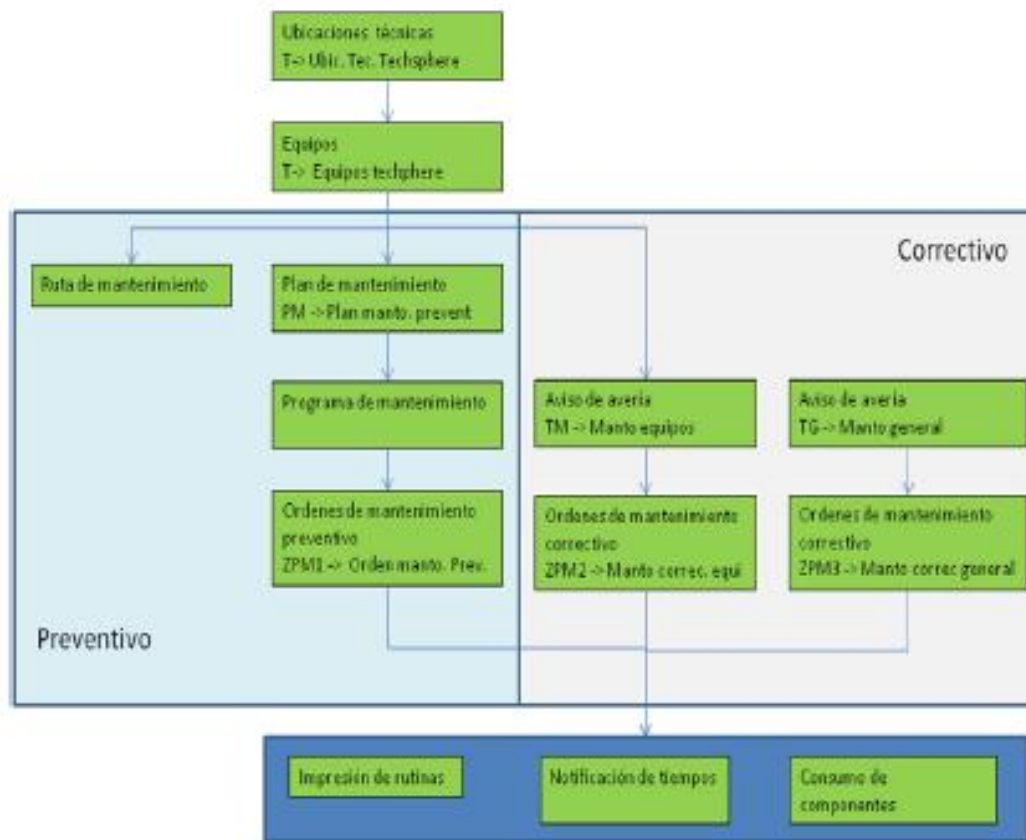 Ubicaciones técnicas
T-> Ubic. Tec. Techsphere
Equipos
T-> Equipos techphere
Correctivo
Ruta de mantenimiento
Plan de mantenimiento
PM -> Plan manto. prevent
Programa de mantenimiento
Aviso de avería
TM -> Manto equipos
Aviso de avería
TG -> Manto general
Ordenes de mantenimiento
preventivo
ZPM1 -> Orden manto. Prev.
Ordenes de mantenimiento
correctivo
ZPM2 -> Manto correc. equi
Ordenes de mantenimiento
correctivo
ZPM3 -> Manto correc general
Preventivo
Impresión de rutinas
Notificación de tiempos
Consumo de
componentes